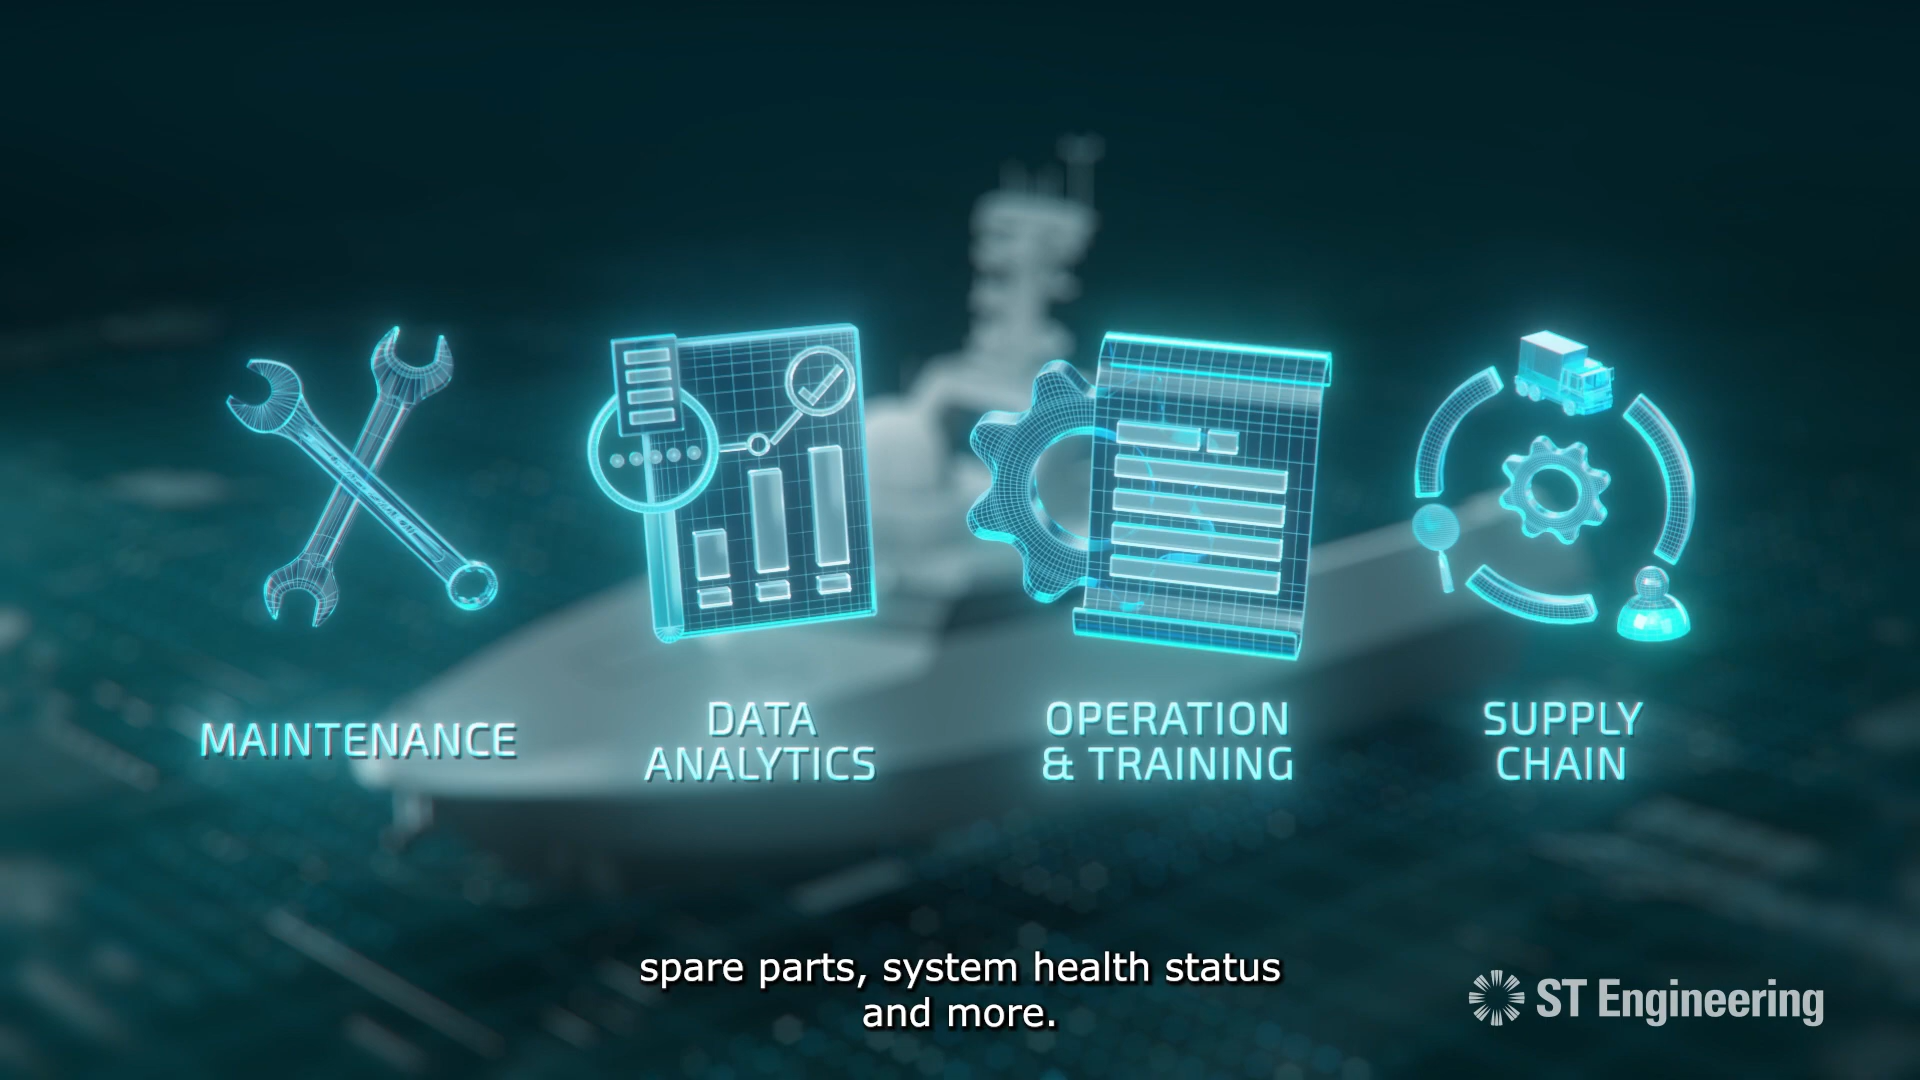 MAINTENANCE
DATA
ANALYTICS
OPERATION
& TRAINING
SUPPLY
CHAIN
spare parts, system health status
and more.
ST Engineering